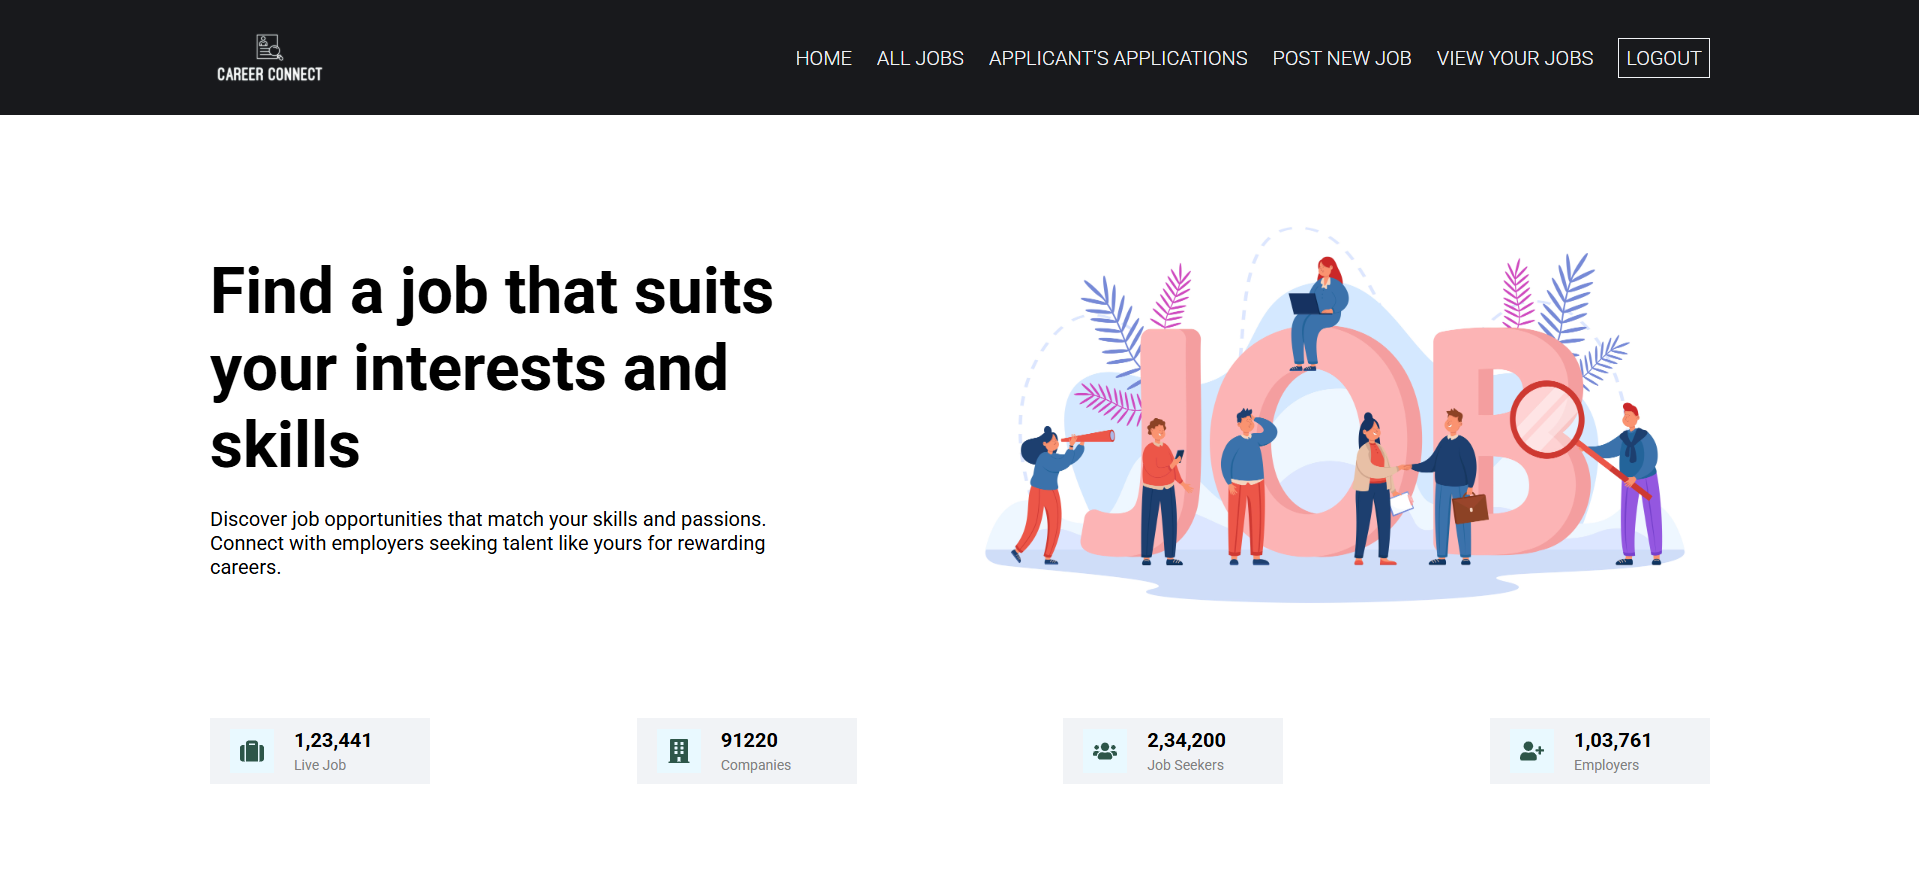 CAREER CONNECT
HOME ALL JOBS APPLICANT'S APPLICATIONS POST NEW JOB VIEW YOUR JOBS LOGOUT
Find a job that suits
your interests and
skills
Discover job opportunities that match your skills and passions.
Connect with employers seeking talent like yours for rewarding
careers.
JOB
1,23,441
Live Job
91220
Companies
2,34,200
Job Seekers
1,03,761
Employers